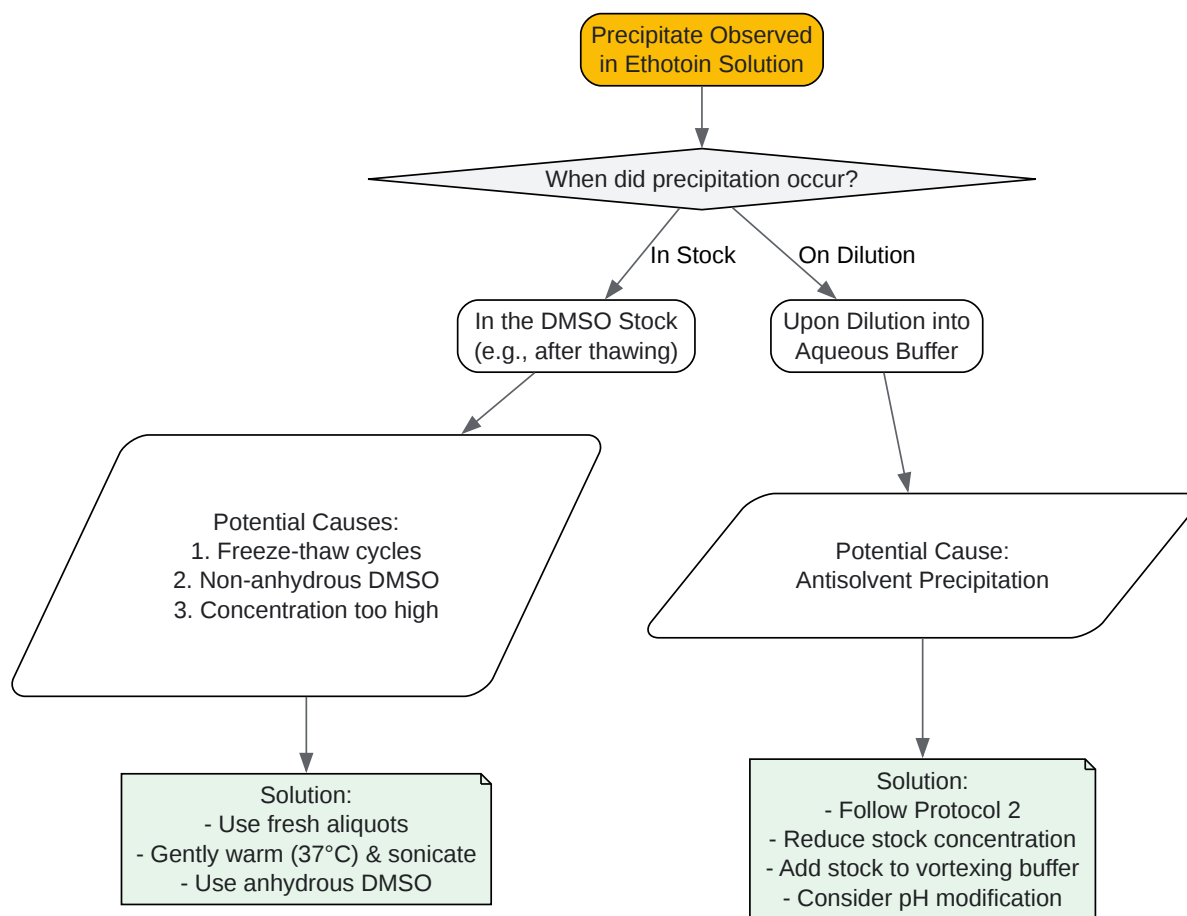 Precipitate Observed
in Ethotoin Solution
When did precipitation occur?
In Stock
On Dilution
In the DMSO Stock
(e.g., after thawing)
Upon Dilution into
Aqueous Buffer
Potential Causes:
1. Freeze-thaw cycles
2. Non-anhydrous DMSO
3. Concentration too high
Potential Cause:
Antisolvent Precipitation
Solution:
- Use fresh aliquots
- Gently warm (37°C) & sonicate
- Use anhydrous DMSO
Solution:
- Follow Protocol 2
- Reduce stock concentration
- Add stock to vortexing buffer
- Consider pH modification